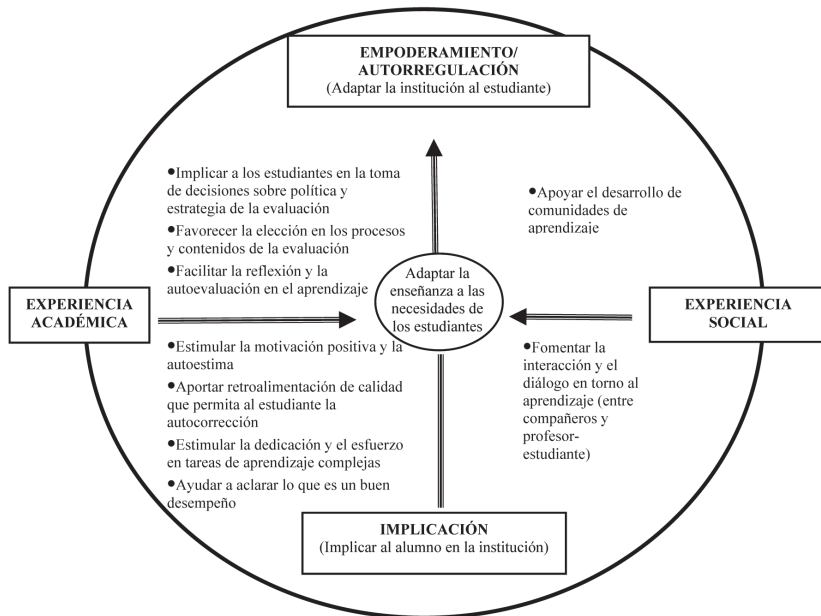 EMPODERAMIENTO/
AUTORREGULACIÓN
(Adaptar la institución al estudiante)
●Implicar a los estudiantes en la toma
de decisiones sobre política y
estrategia de la evaluación
●Favorecer la elección en los procesos
y contenidos de la evaluación
●Facilitar la reflexión y la
autoevaluación en el aprendizaje
●Apoyar el desarrollo de
comunidades de
aprendizaje
EXPERIENCIA
ACADÉMICA
Adaptar la
enseñanza a las
necesidades de
los estudiantes
EXPERIENCIA
SOCIAL
●Estimular la motivación positiva y la
autoestima
●Aportar retroalimentación de calidad
que permita al estudiante la
autocorrección
●Estimular la dedicación y el esfuerzo
en tareas de aprendizaje complejas
●Ayudar a aclarar lo que es un buen
desempeño
●Fomentar la
interacción y el
diálogo en torno al
aprendizaje (entre
compañeros y
profesor-
estudiante)
IMPLICACIÓN
(Implicar al alumno en la institución)